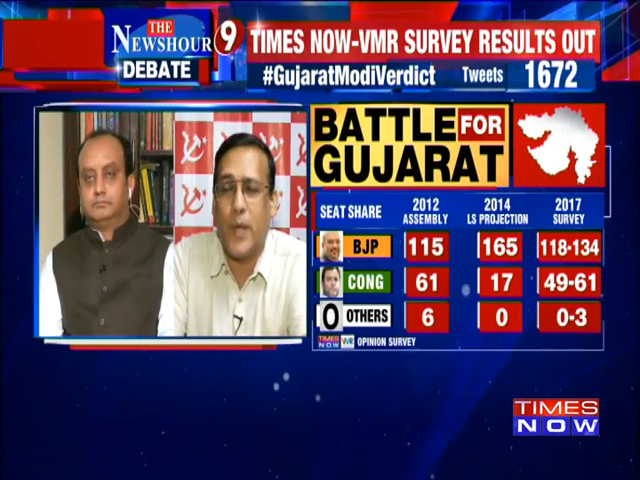 THE
NEWSHOUR 9
DEBATE
TIMES NOW-VMR SURVEY RESULTS OUT
#GujaratModiVerdict Tweets 1672
BATTLE FOR
GUJARAT
SEAT SHARE 2012 ASSEMBLY 2014 LS PROJECTION 2017 SURVEY
BJP 115 165 118-134
CONG 61 17 49-61
OTHERS 6 0 0-3
TIMES NOW VMR OPINION SURVEY
TIMES
NOW